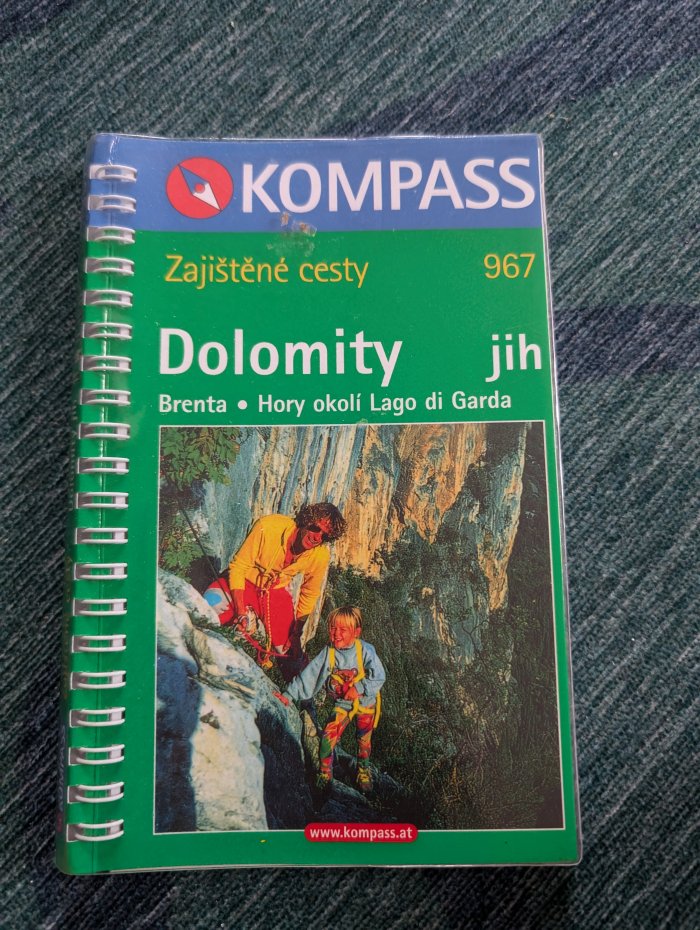 KOMPASS
Zajištěné cesty 967
Dolomity jih
Brenta • Hory okolí Lago di Garda
www.kompass.at